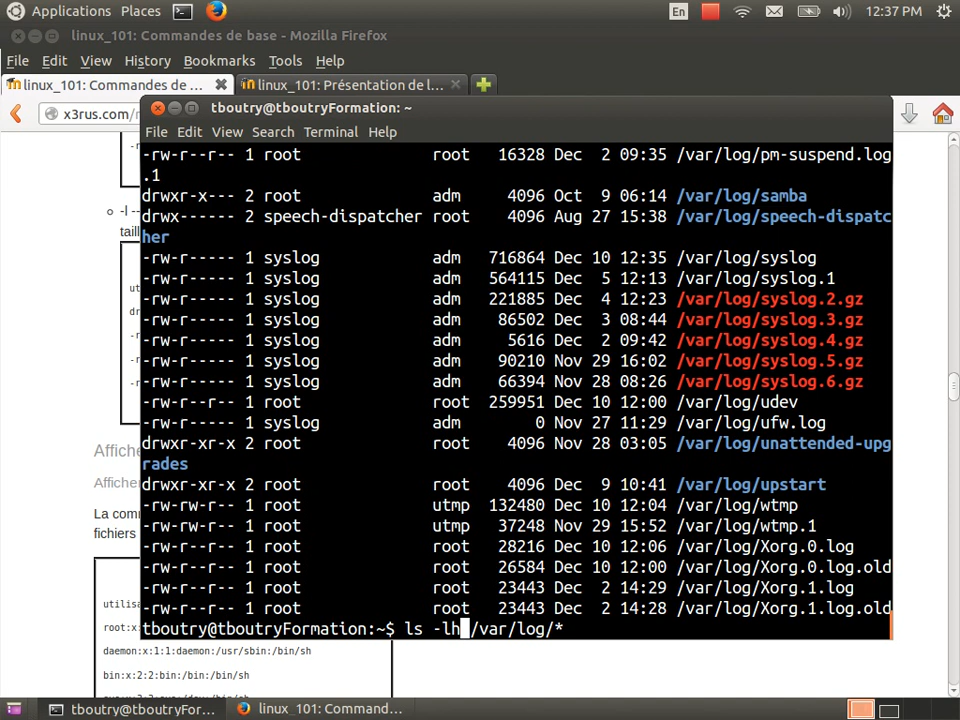 Applications Places En 12:37 PM
linux_101: Commandes de base - Mozilla Firefox
File Edit View History Bookmarks Tools Help
linux_101: Commandes de ... linux_101: Présentation de l...
x3rus.com/
tboutry@tboutryFormation: ~
File Edit View Search Terminal Help
-rw-r--r-- 1 root root 16328 Dec 2 09:35 /var/log/pm-suspend.log
.1
drwxr-x--- 2 root adm 4096 Oct 9 06:14 /var/log/samba
drwx------ 2 speech-dispatcher root 4096 Aug 27 15:38 /var/log/speech-dispatc
her
-rw-r----- 1 syslog adm 716864 Dec 10 12:35 /var/log/syslog
-rw-r----- 1 syslog adm 564115 Dec 5 12:13 /var/log/syslog.1
-rw-r----- 1 syslog adm 221885 Dec 4 12:23 /var/log/syslog.2.gz
-rw-r----- 1 syslog adm 86502 Dec 3 08:44 /var/log/syslog.3.gz
-rw-r----- 1 syslog adm 5616 Dec 2 09:42 /var/log/syslog.4.gz
-rw-r----- 1 syslog adm 90210 Nov 29 16:02 /var/log/syslog.5.gz
-rw-r----- 1 syslog adm 66394 Nov 28 08:26 /var/log/syslog.6.gz
-rw-r--r-- 1 root root 259951 Dec 10 12:00 /var/log/udev
-rw-r----- 1 syslog adm 0 Nov 27 11:29 /var/log/ufw.log
drwxr-xr-x 2 root root 4096 Nov 28 03:05 /var/log/unattended-upg
rades
drwxr-xr-x 2 root root 4096 Dec 9 10:41 /var/log/upstart
-rw-rw-r-- 1 root utmp 132480 Dec 10 12:04 /var/log/wtmp
-rw-rw-r-- 1 root utmp 37248 Nov 29 15:52 /var/log/wtmp.1
-rw-r--r-- 1 root root 28216 Dec 10 12:06 /var/log/Xorg.0.log
-rw-r--r-- 1 root root 26584 Dec 10 12:00 /var/log/Xorg.0.log.old
-rw-r--r-- 1 root root 23443 Dec 2 14:29 /var/log/Xorg.1.log
-rw-r--r-- 1 root root 23443 Dec 2 14:28 /var/log/Xorg.1.log.old
tboutry@tboutryFormation:~$ ls -lh /var/log/*
-l --
taill
ut
dr
-r
-r
-r
Affiche
Afficher
La com
fichiers
utilisa
root:x:
daemon:x:1:1:daemon:/usr/sbin:/bin/sh
bin:x:2:2:bin:/bin:/bin/sh
tboutry@tboutryFor... linux_101: Command...